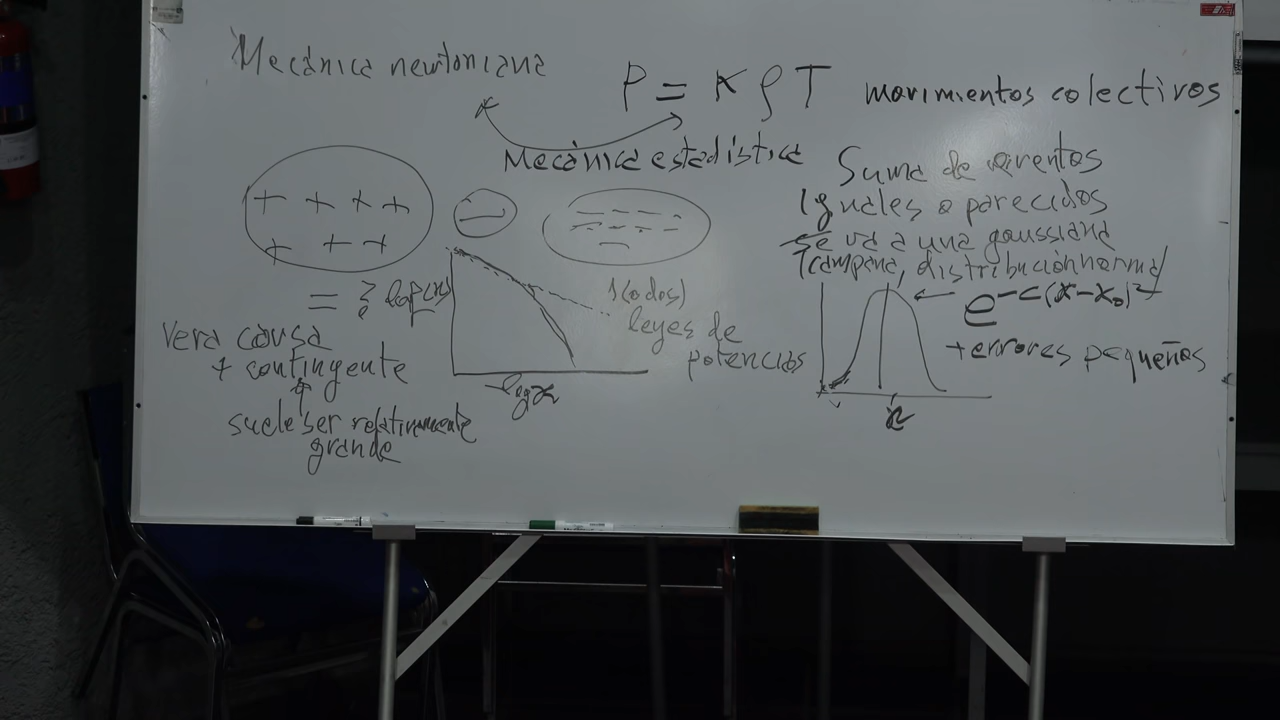 Mecánica newtoniana
P = K ρ T movimientos colectivos
Mecánica estadística
Suma de eventos
iguales o parecidos
se va a una gaussiana
(campana, distribución normal)
+ + + +
+ + +
e^{-c(x-x₀)²}
+ errores pequeños
x
leyes de
potencias
log x
Vera causa
+ contingente
suele ser relativamente
grande